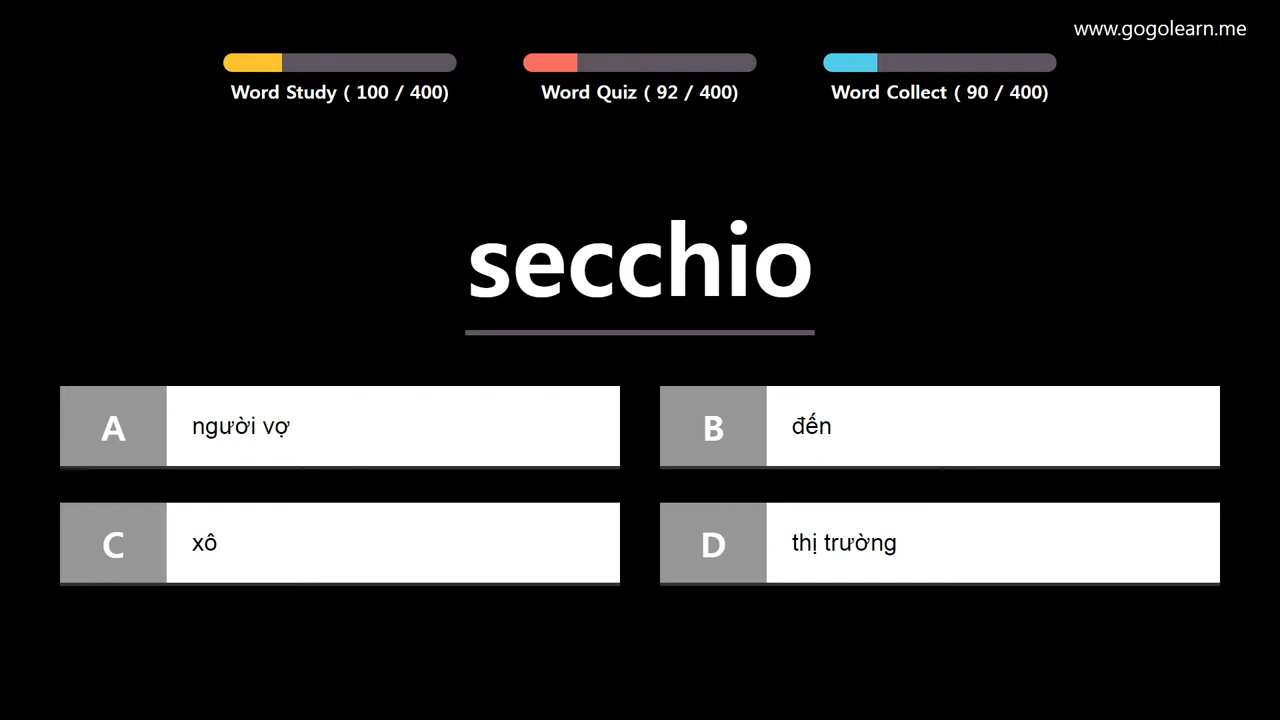 www.gogolearn.me
Word Study ( 100 / 400)
Word Quiz ( 92 / 400)
Word Collect ( 90 / 400)
secchio
A
người vợ
B
đến
C
xô
D
thị trường